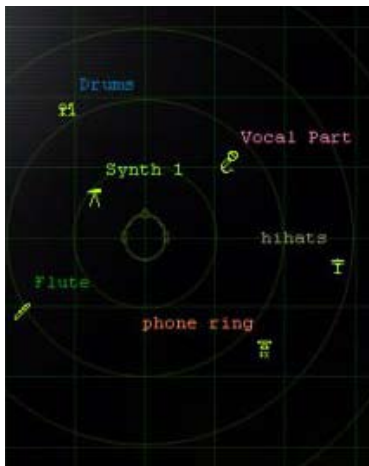 Drums
Vocal Part
Synth 1
hihats
Flute
phone ring